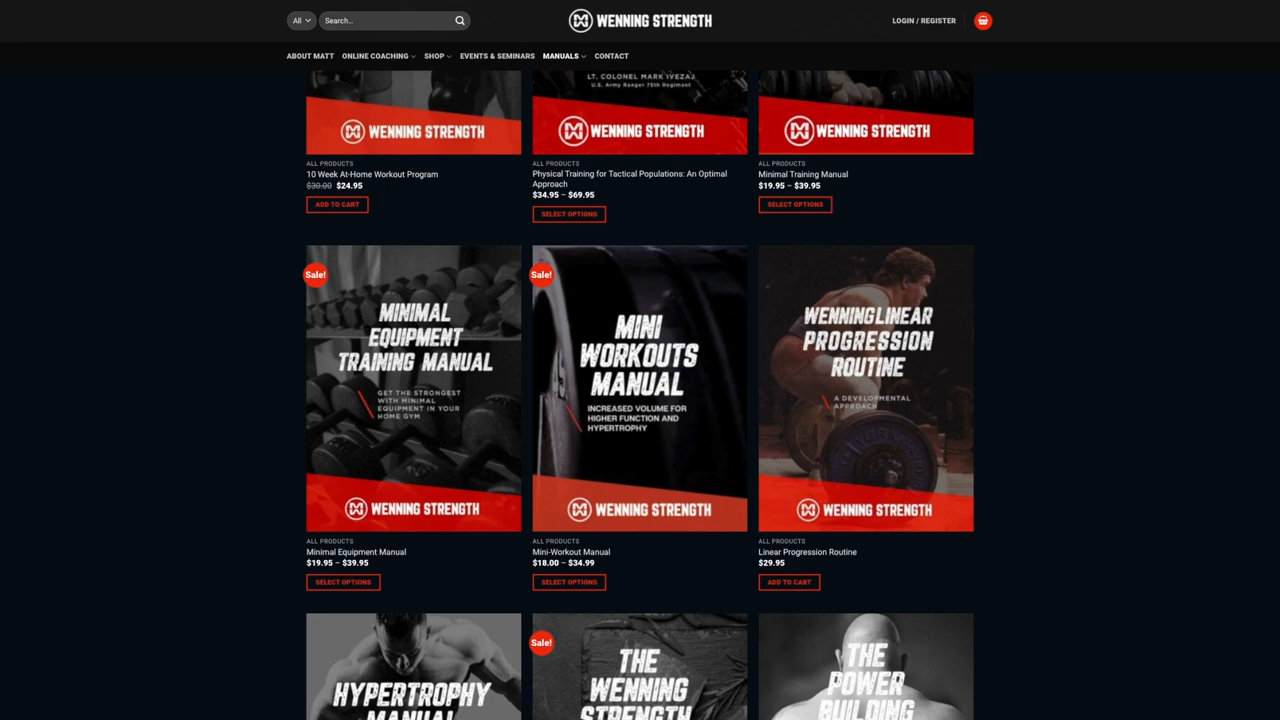 All
Search...
WENNING STRENGTH
LOGIN / REGISTER
ABOUT MATT
ONLINE COACHING
SHOP
EVENTS & SEMINARS
MANUALS
CONTACT
WENNING STRENGTH
LT. COLONEL MARK IVEZAJ
U.S. Army Ranger 75th Regiment
WENNING STRENGTH
WENNING STRENGTH
ALL PRODUCTS
10 Week At-Home Workout Program
$30.00 $24.95
ADD TO CART
ALL PRODUCTS
Physical Training for Tactical Populations: An Optimal
Approach
$34.95 – $69.95
SELECT OPTIONS
ALL PRODUCTS
Minimal Training Manual
$19.95 – $39.95
SELECT OPTIONS
Sale!
MINIMAL
EQUIPMENT
TRAINING MANUAL
GET THE STRONGEST
WITH MINIMAL
EQUIPMENT IN YOUR
HOME GYM
WENNING STRENGTH
ALL PRODUCTS
Minimal Equipment Manual
$19.95 – $39.95
SELECT OPTIONS
Sale!
MINI
WORKOUTS
MANUAL
INCREASED VOLUME FOR
HIGHER FUNCTION AND
HYPERTROPHY
WENNING STRENGTH
ALL PRODUCTS
Mini-Workout Manual
$18.00 – $34.99
SELECT OPTIONS
WENNING LINEAR
PROGRESSION
ROUTINE
A DEVELOPMENTAL
APPROACH
WENNING STRENGTH
ALL PRODUCTS
Linear Progression Routine
$29.95
ADD TO CART
HYPERTROPHY
MANUAL
Sale!
THE
WENNING
STRENGTH
THE
POWER
BUILDING